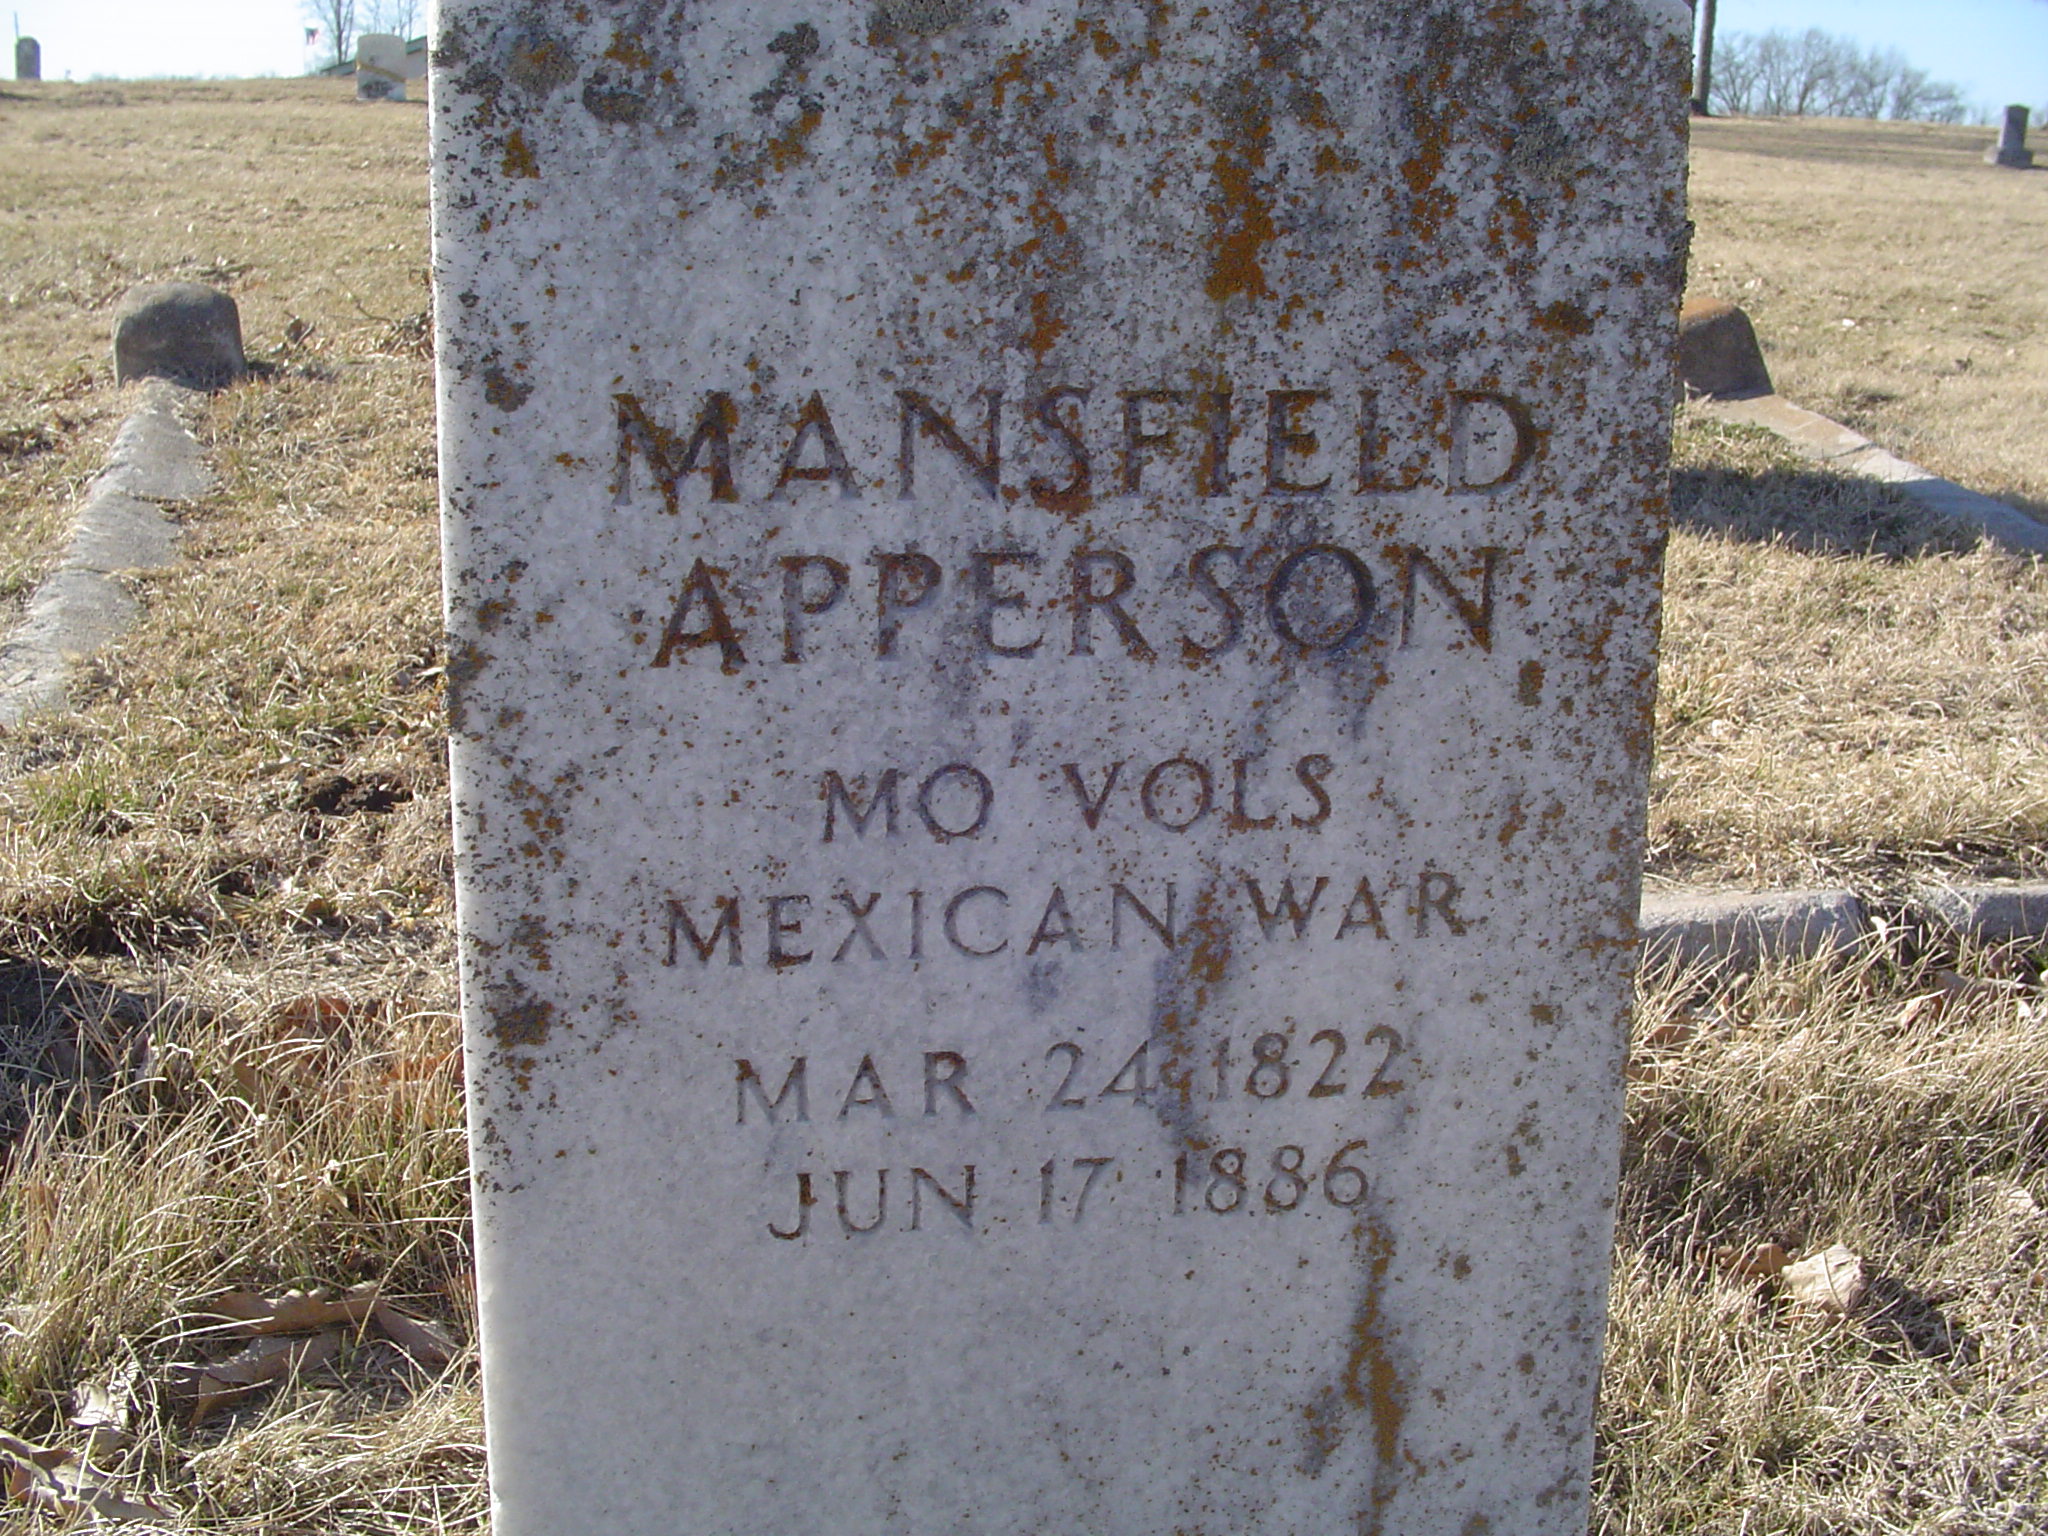 MANSFIELD
APPERSON
MO VOLS
MEXICAN WAR
MAR 24 1822
JUN 17 1886